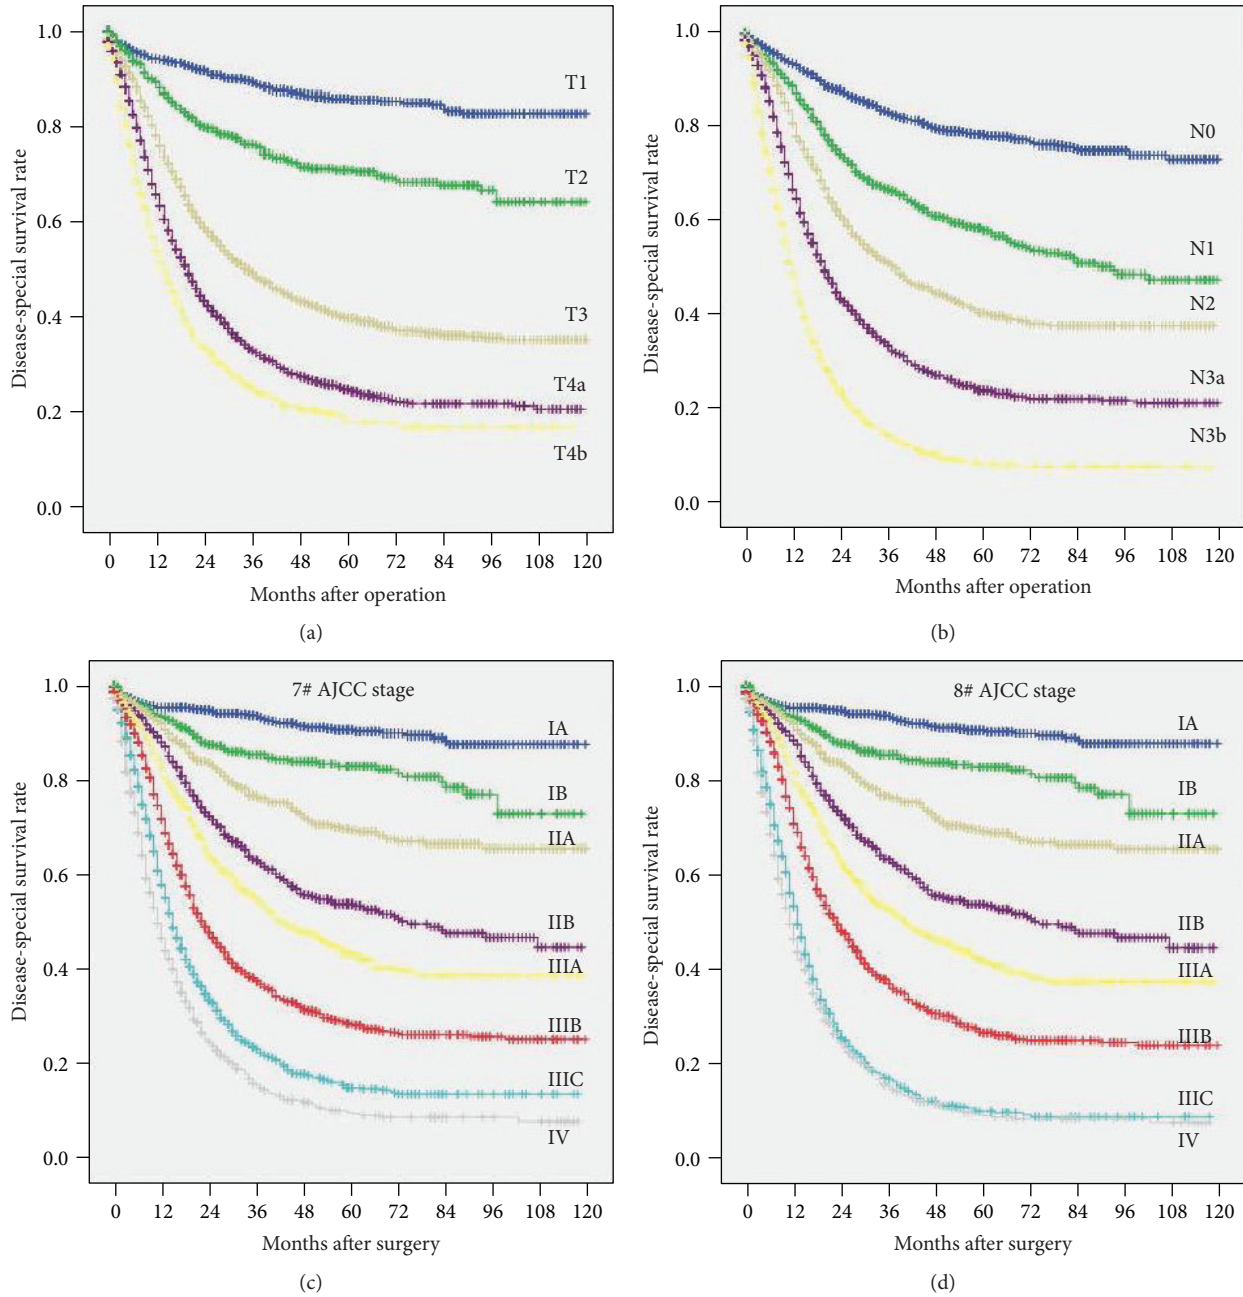 1.0
0.8
0.6
0.4
0.2
0.0
Disease-special survival rate
T1
T2
T3
T4a
T4b
0 12 24 36 48 60 72 84 96 108 120
Months after operation
(a)
1.0
0.8
0.6
0.4
0.2
0.0
Disease-special survival rate
N0
N1
N2
N3a
N3b
0 12 24 36 48 60 72 84 96 108 120
Months after operation
(b)
7# AJCC stage
1.0
0.8
0.6
0.4
0.2
0.0
Disease-special survival rate
IA
IB
IIA
IIB
IIIA
IIIB
IIIC
IV
0 12 24 36 48 60 72 84 96 108 120
Months after surgery
(c)
8# AJCC stage
1.0
0.8
0.6
0.4
0.2
0.0
Disease-special survival rate
IA
IB
IIA
IIB
IIIA
IIIB
IIIC
IV
0 12 24 36 48 60 72 84 96 108 120
Months after surgery
(d)